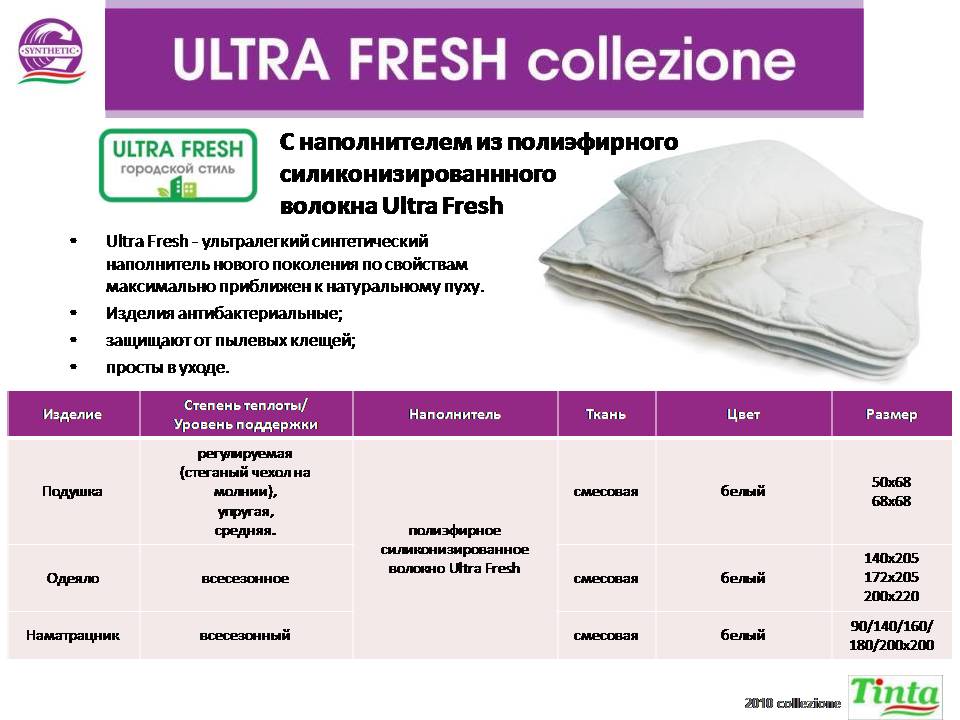 SYNTHETIC
ULTRA FRESH collezione
ULTRA FRESH
городской стиль
С наполнителем из полиэфирного
силиконизированнного
волокна Ultra Fresh
• Ultra Fresh - ультралегкий синтетический
наполнитель нового поколения по свойствам
максимально приближен к натуральному пуху.
• Изделия антибактериальные;
• защищают от пылевых клещей;
• просты в уходе.
Изделие Степень теплоты/ Наполнитель Ткань Цвет Размер
Уровень поддержки
Подушка
регулируемая
(стеганый чехол на
молнии),
упругая,
средняя.
полиэфирное
силиконизированное
волокно Ultra Fresh
смесовая
белый
50х68
68х68
Одеяло
всесезонное
смесовая
белый
140х205
172х205
200х220
Наматрацник
всесезонный
смесовая
белый
90/140/160/
180/200х200
2010 collezione
Tinta